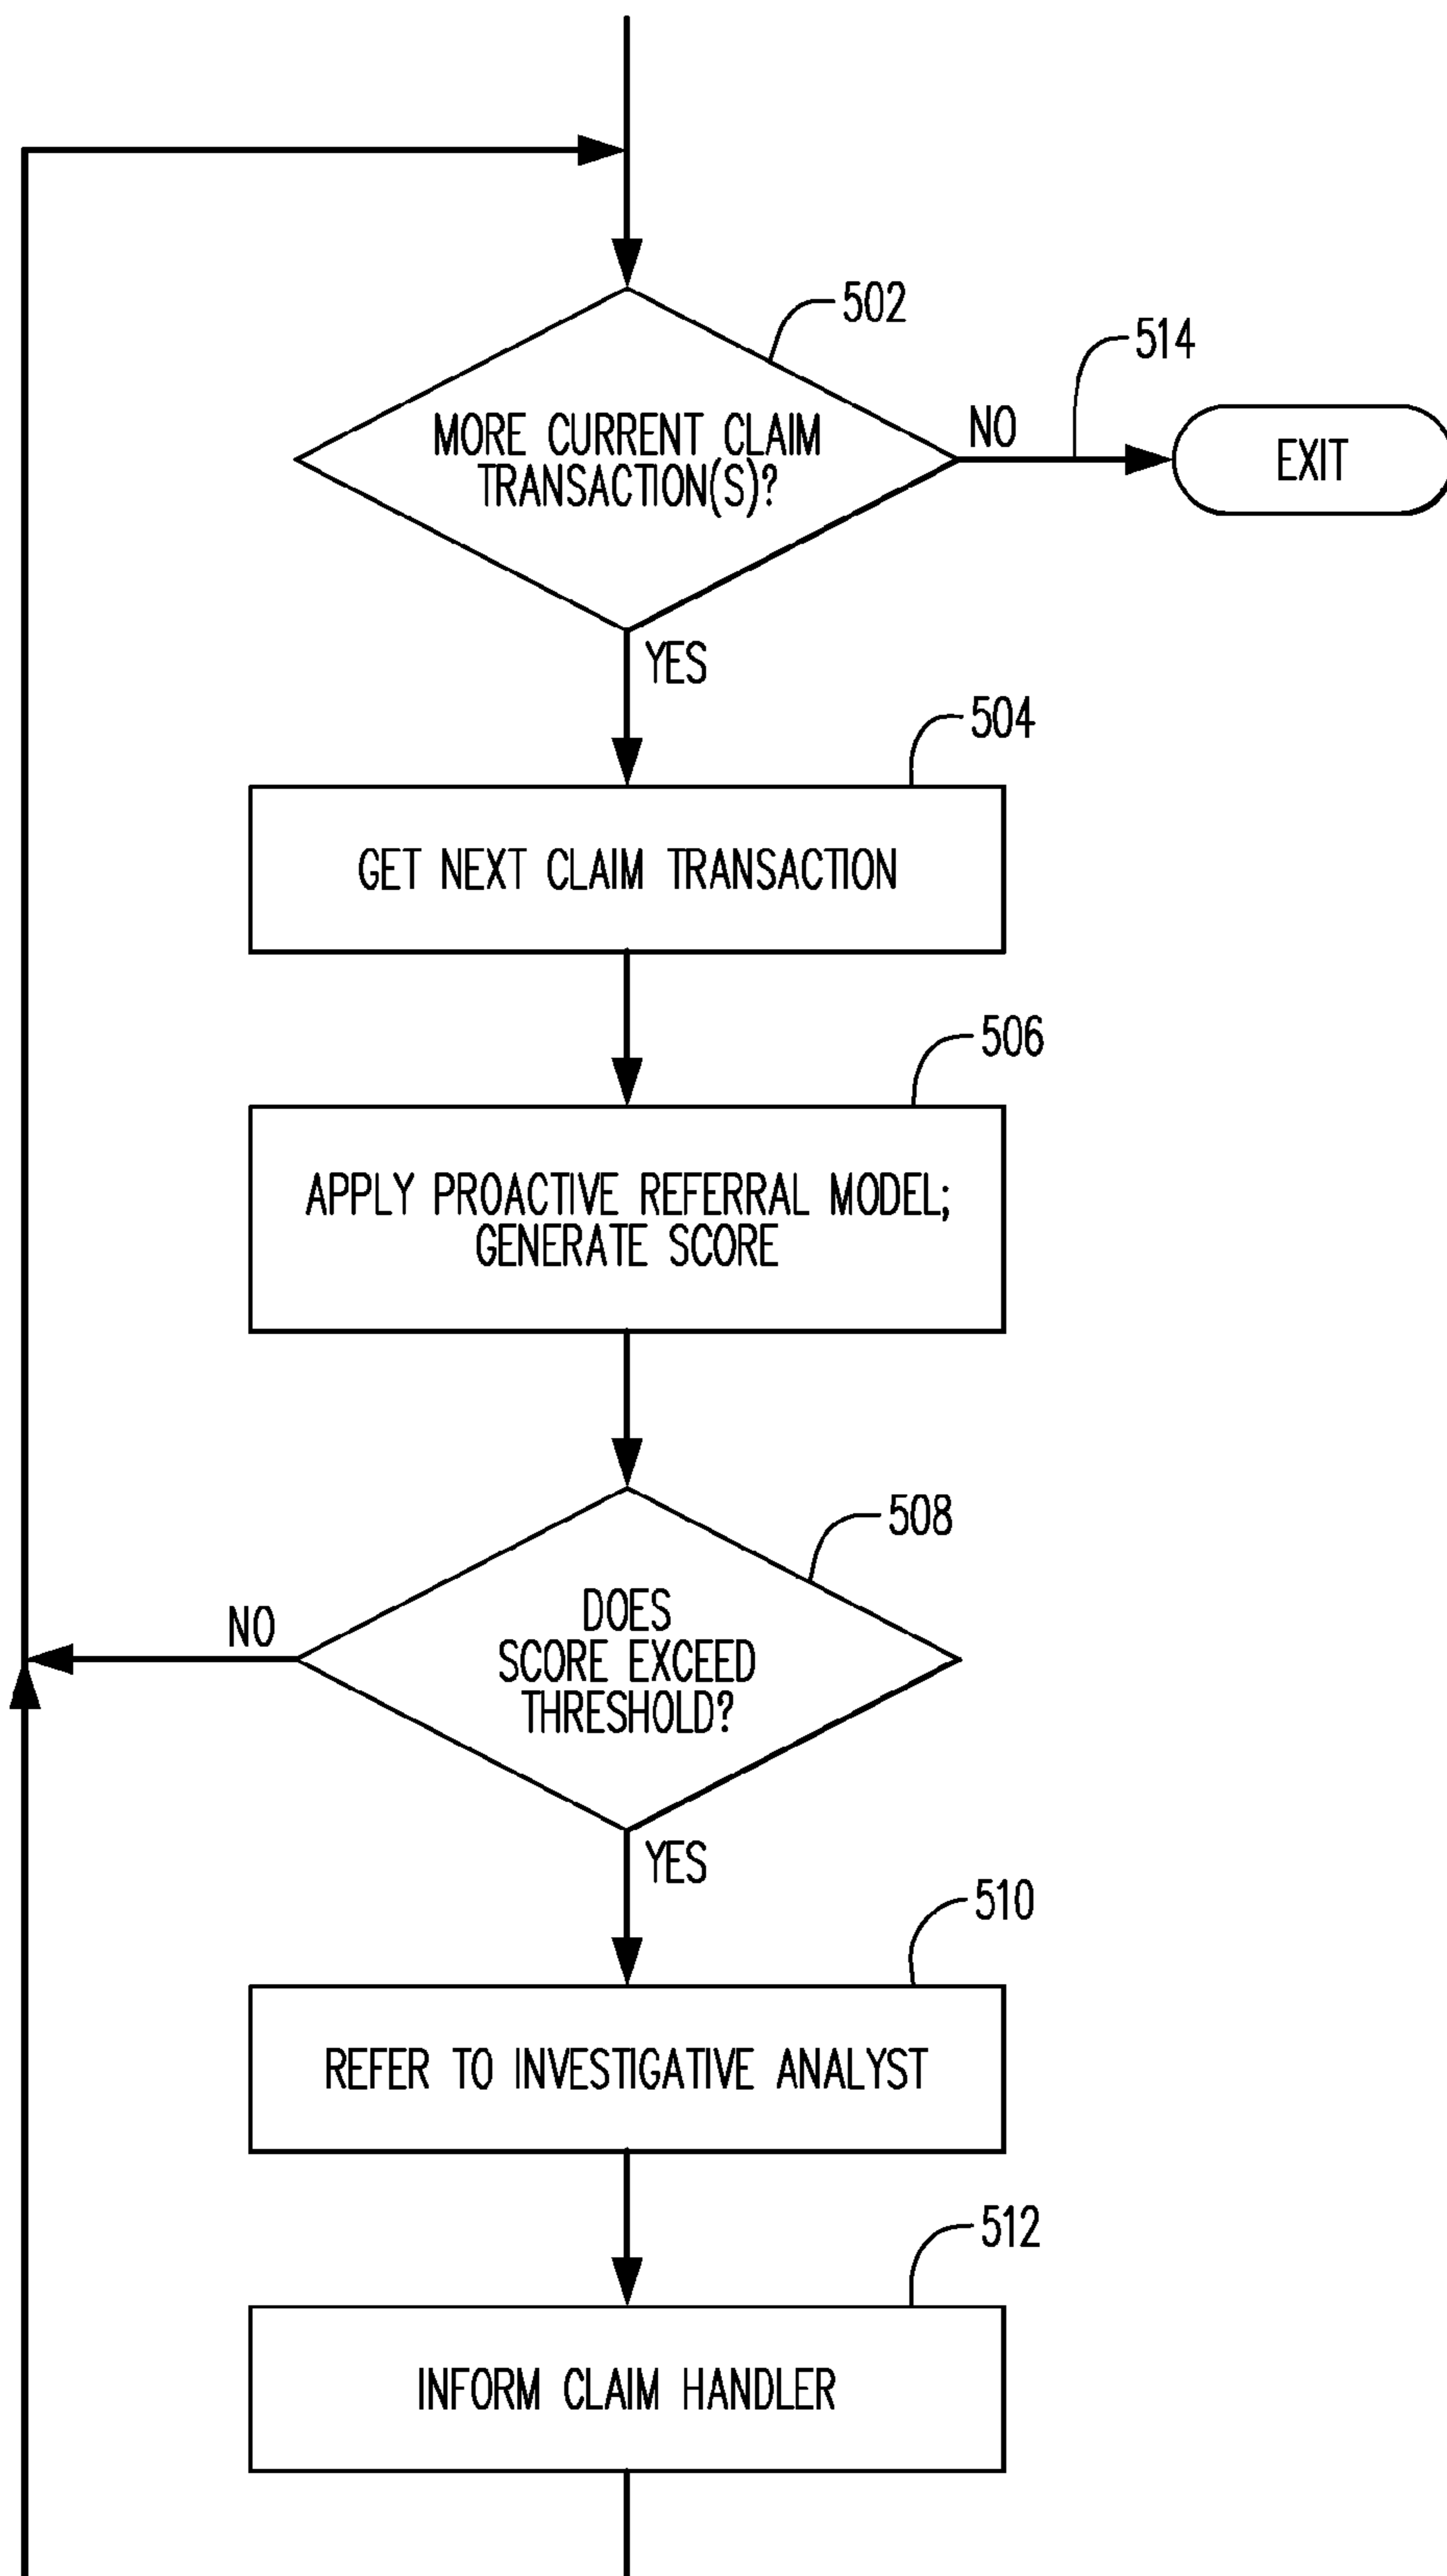 502
514
MORE CURRENT CLAIM
TRANSACTION(S)?
NO
EXIT
YES
504
GET NEXT CLAIM TRANSACTION
506
APPLY PROACTIVE REFERRAL MODEL;
GENERATE SCORE
508
DOES
SCORE EXCEED
THRESHOLD?
NO
YES
510
REFER TO INVESTIGATIVE ANALYST
512
INFORM CLAIM HANDLER